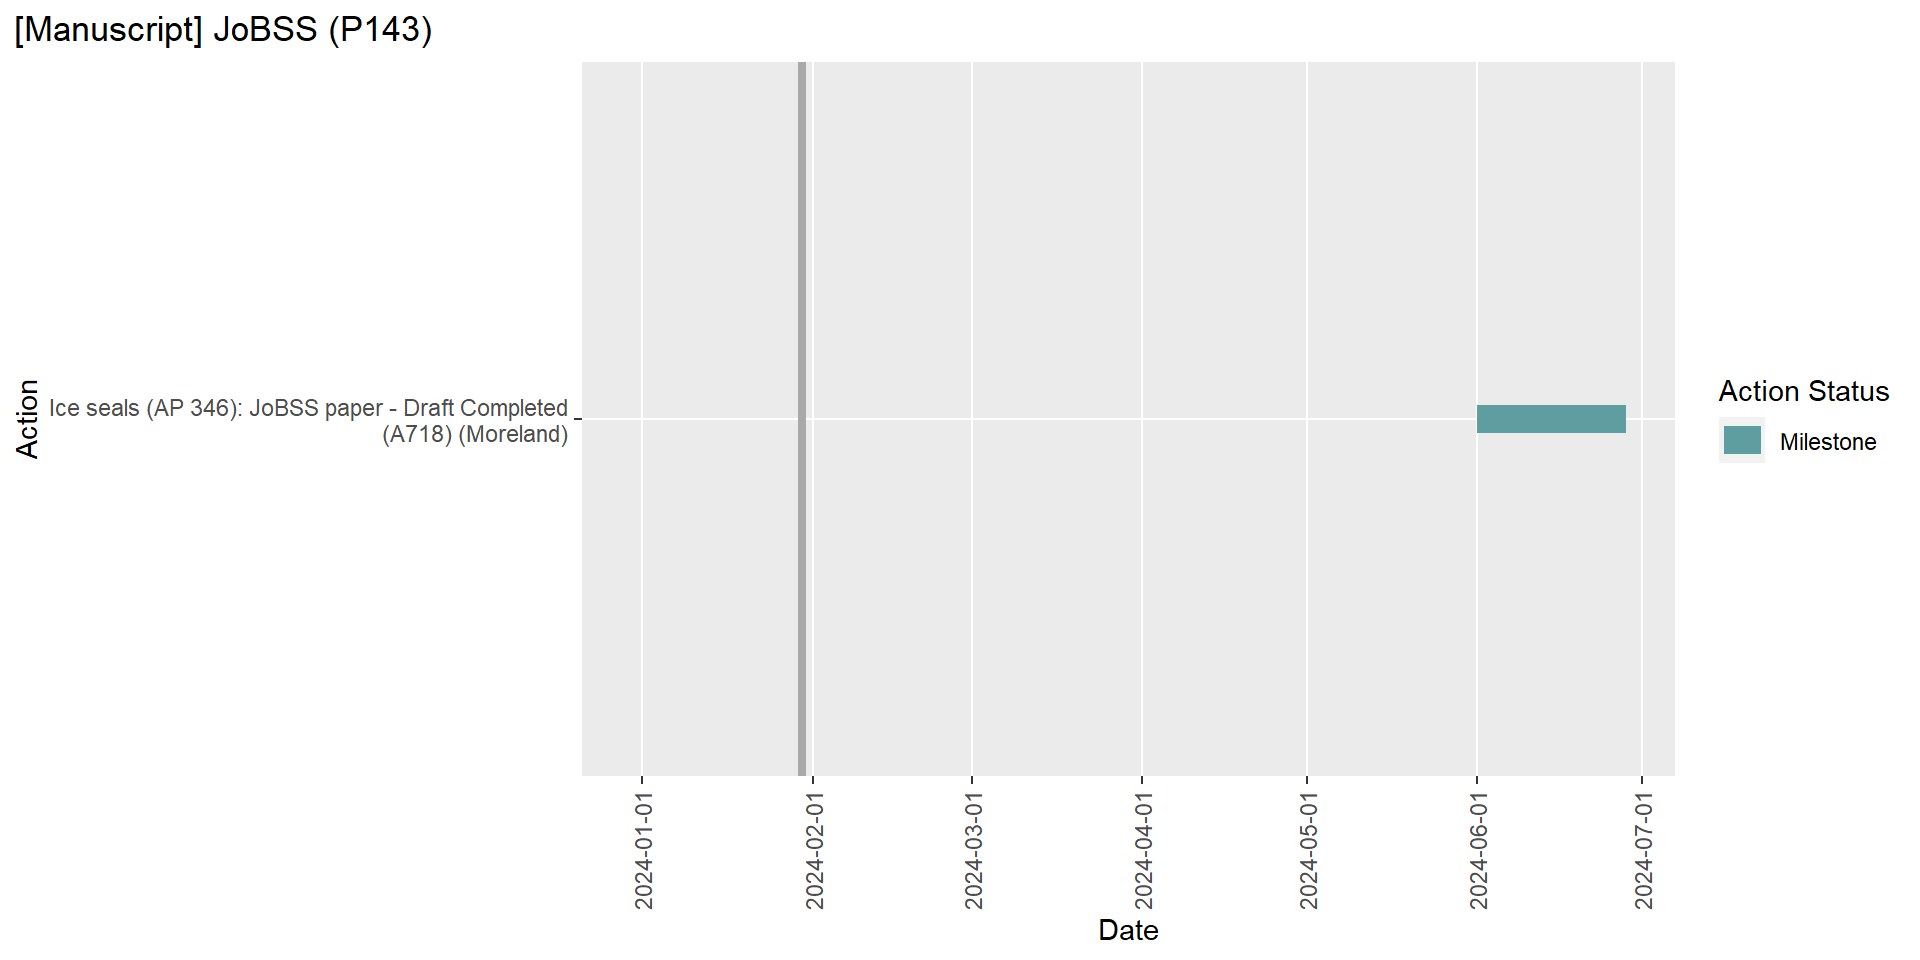 [Manuscript] JoBSS (P143)
Action
Ice seals (AP 346): JoBSS paper - Draft Completed
(A718) (Moreland)
2024-01-01
2024-02-01
2024-03-01
2024-04-01
2024-05-01
2024-06-01
2024-07-01
Date
Action Status
Milestone